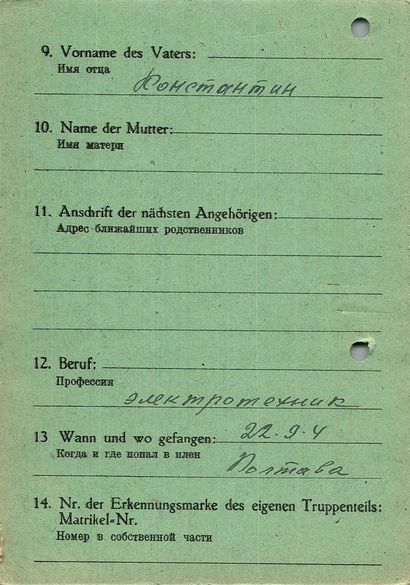 9. Vorname des Vaters:
Имя отца
Константин
10. Name der Mutter:
Имя матери
11. Anschrift der nächsten Angehörigen:
Адрес ближайших родственников
12. Beruf:
Профессия
электротехник
13 Wann und wo gefangen: 22.9.4
Когда и где попал в плен
Полтава
14. Nr. der Erkennungsmarke des eigenen Truppenteils:
Matrikel-Nr.
Номер в собственной части